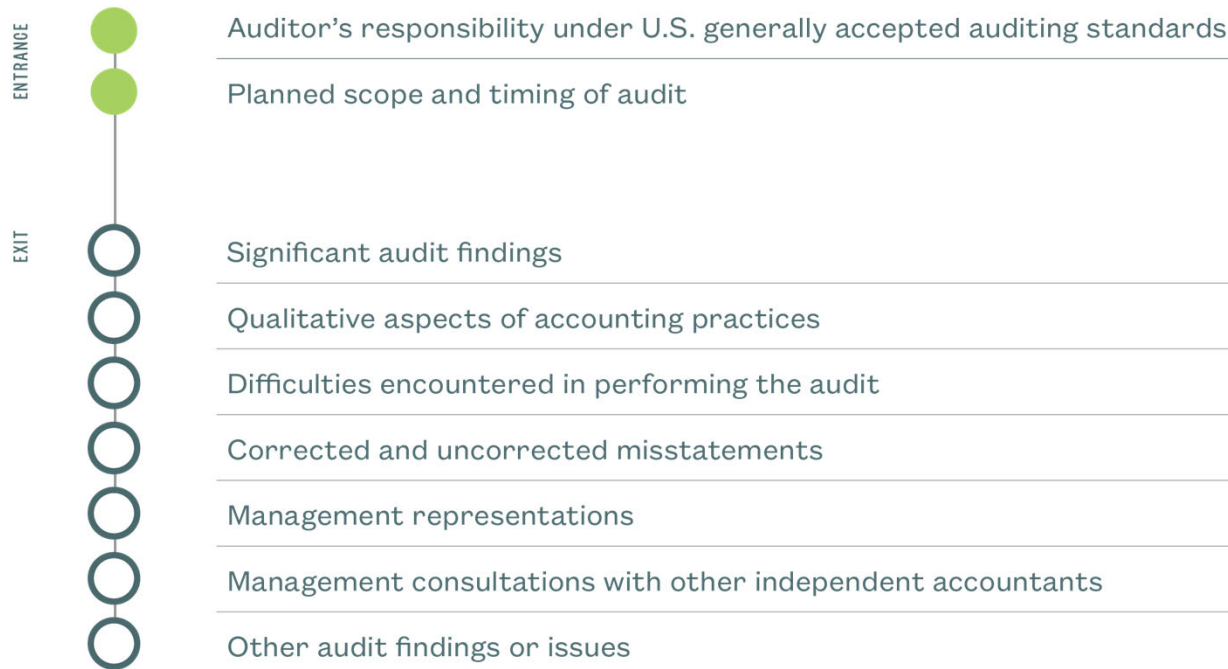 ENTRANCE
Auditor’s responsibility under U.S. generally accepted auditing standards
Planned scope and timing of audit
EXIT
Significant audit findings
Qualitative aspects of accounting practices
Difficulties encountered in performing the audit
Corrected and uncorrected misstatements
Management representations
Management consultations with other independent accountants
Other audit findings or issues